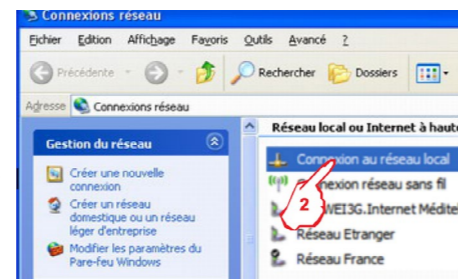 Connexions réseau
Fichier Edition Affichage Favoris Outils Avancé ?
Précédente Rechercher Dossiers
Adresse Connexions réseau
Réseau local ou Internet à haut
Gestion du réseau
Connexion au réseau local
Créer une nouvelle
connexion
Connexion réseau sans fil
2
WEI3G.Internet Médite
Créer un réseau
domestique ou un réseau
léger d'entreprise
Réseau Etranger
Modifier les paramètres du
Pare-feu Windows
Réseau France